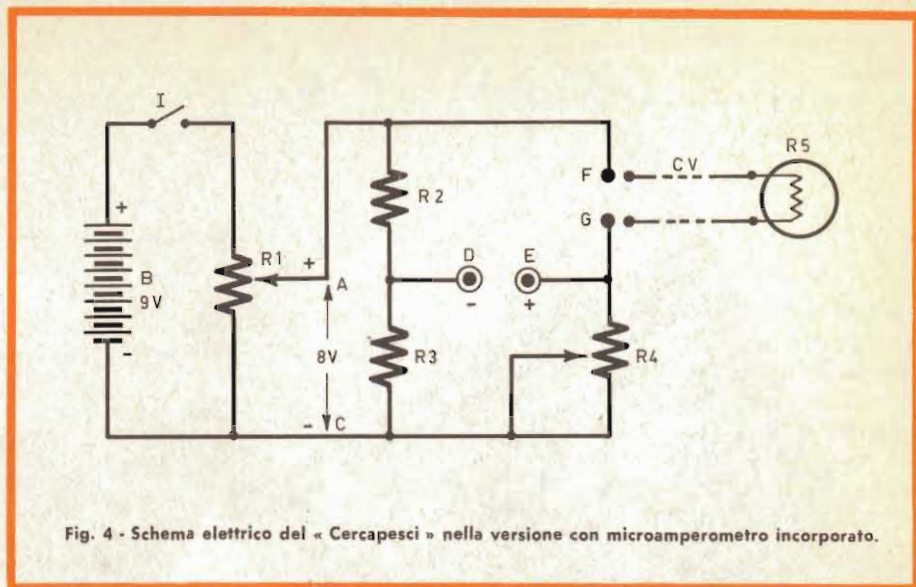 I
+
B
9V
-
R1
+
A
8V
-
C
R2
R3
D
-
E
+
F
G
CV
R5
R4
Fig. 4 - Schema elettrico del « Cercapesci » nella versione con microamperometro incorporato.